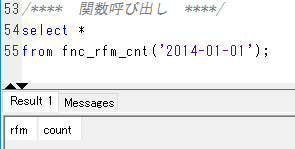 53 /**** 関数呼び出し ****/
54 select *
55 from fnc_rfm_cnt('2014-01-01');
Result 1 Messages
rfm count